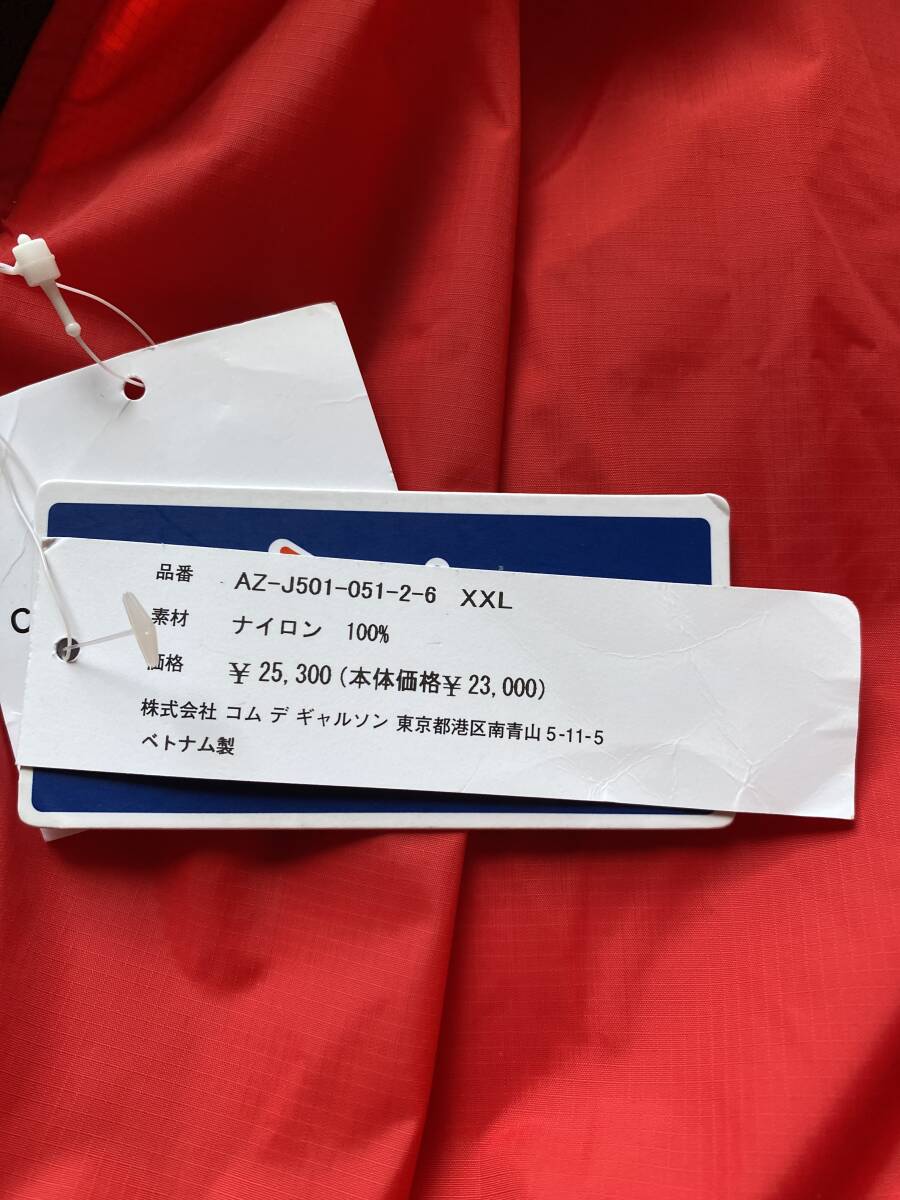 品番 AZ-J501-051-2-6 XXL
素材 ナイロン 100%
価格 ¥ 25,300(本体価格¥ 23,000)
株式会社 コム デ ギャルソン 東京都港区南青山 5-11-5
ベトナム製
C